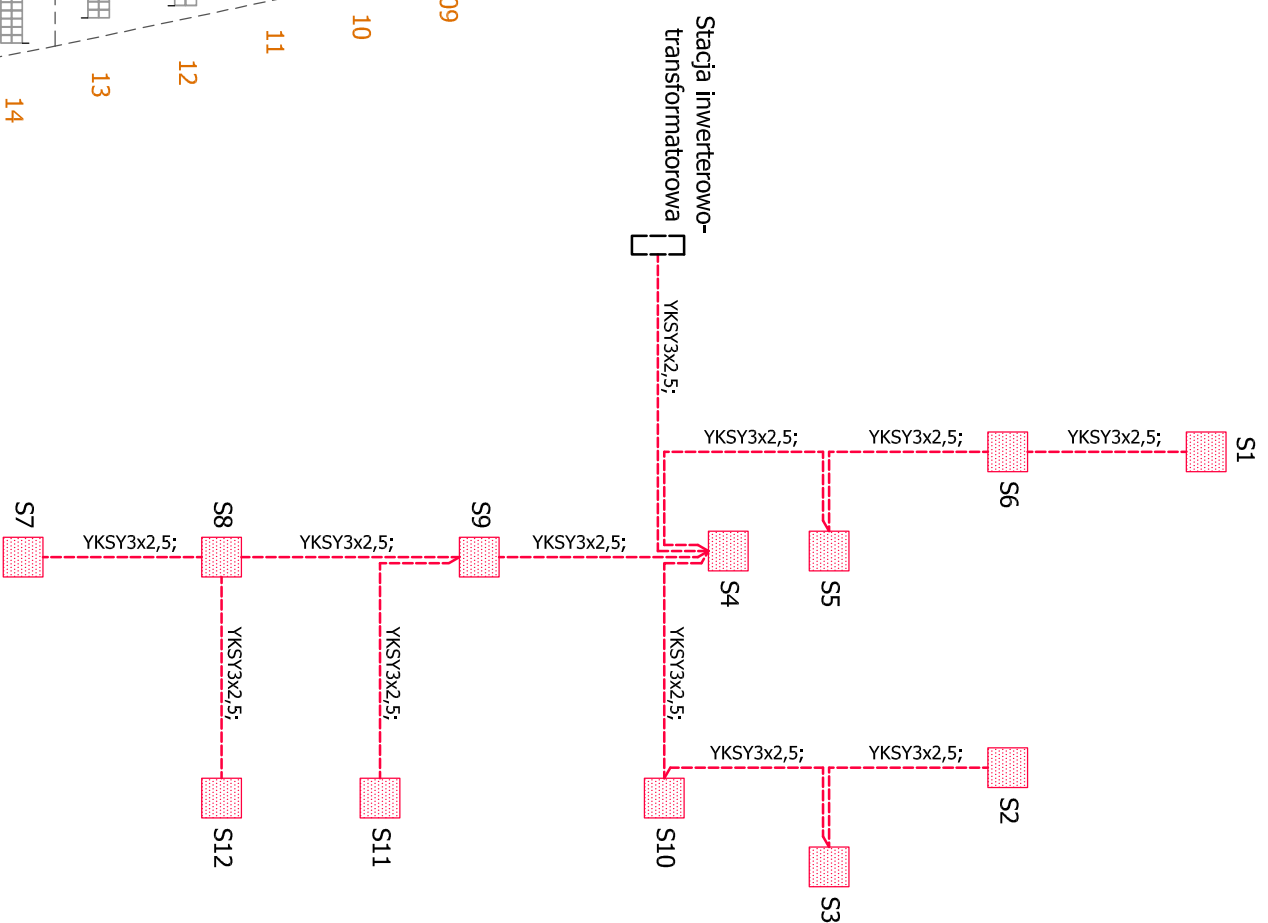 09
10
11
12
13
14
Stacja inwerterowo-
transformatorowa
YKSY3x2,5;
S1
YKSY3x2,5;
YKSY3x2,5;
YKSY3x2,5;
S6
S5
S4
S9
S8
S7
YKSY3x2,5;
YKSY3x2,5;
YKSY3x2,5;
YKSY3x2,5;
YKSY3x2,5;
YKSY3x2,5;
YKSY3x2,5;
YKSY3x2,5;
S2
S3
S10
S11
S12